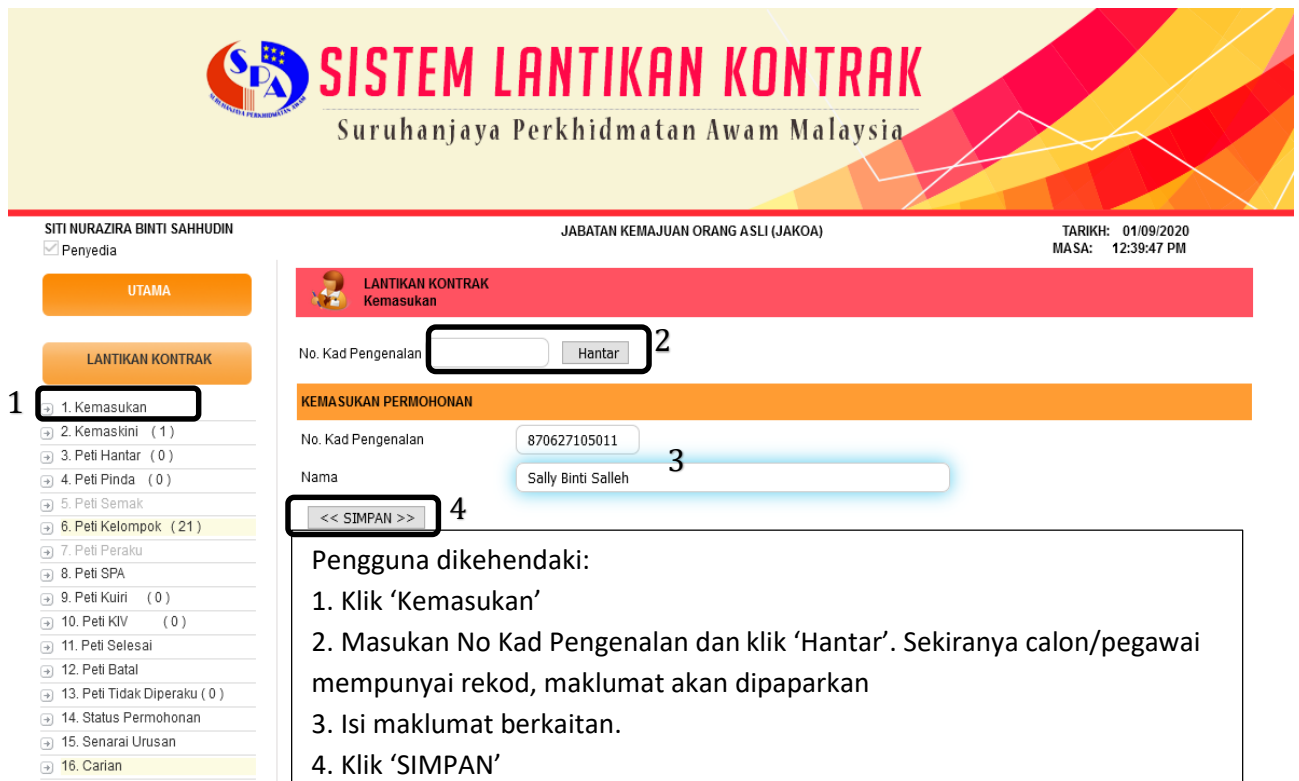 SPA
SURUHANJAYA PERKHIDMATAN AWAM
SISTEM LANTIKAN KONTRAK
Suruhanjaya Perkhidmatan Awam Malaysia
SITI NURAZIRA BINTI SAHHUDIN
Penyedia
JABATAN KEMAJUAN ORANG ASLI (JAKOA)
TARIKH: 01/09/2020
MASA: 12:39:47 PM
UTAMA
LANTIKAN KONTRAK
1
1. Kemasukan
2. Kemaskini ( 1 )
3. Peti Hantar ( 0 )
4. Peti Pinda ( 0 )
5. Peti Semak
6. Peti Kelompok ( 21 )
7. Peti Peraku
8. Peti SPA
9. Peti Kuiri ( 0 )
10. Peti KIV ( 0 )
11. Peti Selesai
12. Peti Batal
13. Peti Tidak Diperaku ( 0 )
14. Status Permohonan
15. Senarai Urusan
16. Carian
LANTIKAN KONTRAK
Kemasukan
No. Kad Pengenalan Hantar 2
KEMASUKAN PERMOHONAN
No. Kad Pengenalan 870627105011
3
Nama Sally Binti Salleh
<< SIMPAN >> 4
Pengguna dikehendaki:
1. Klik ‘Kemasukan’
2. Masukan No Kad Pengenalan dan klik ‘Hantar’. Sekiranya calon/pegawai
mempunyai rekod, maklumat akan dipaparkan
3. Isi maklumat berkaitan.
4. Klik ‘SIMPAN’